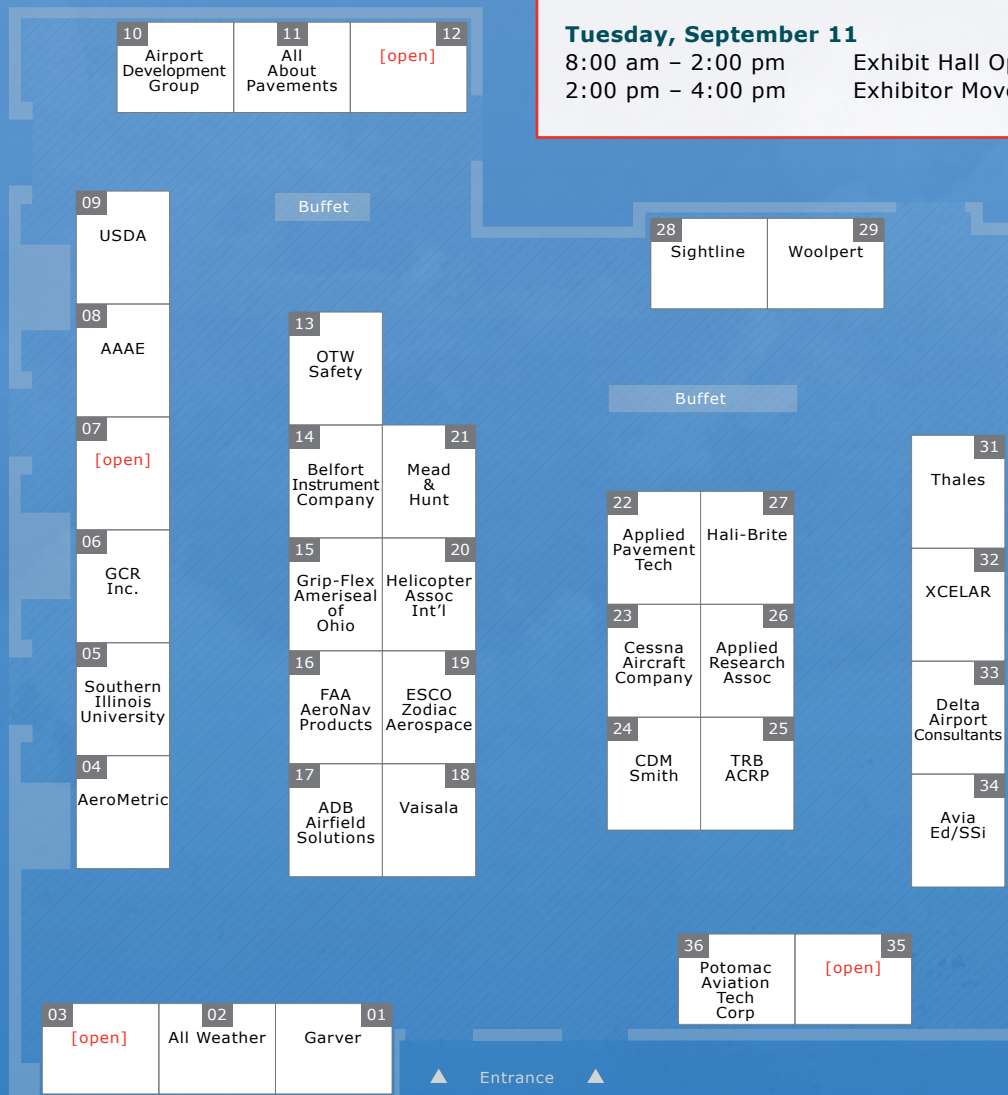 Tuesday, September 11
8:00 am – 2:00 pm Exhibit Hall
2:00 pm – 4:00 pm Exhibitor
10
Airport
Development
Group
11
All
About
Pavements
12
[open]
09
USDA
Buffet
28
Sightline
29
Woolpert
08
AAAE
13
OTW
Safety
Buffet
07
[open]
14
Belfort
Instrument
Company
21
Mead
&
Hunt
31
Thales
22
Applied
Pavement
Tech
27
Hali-Brite
06
GCR
Inc.
15
Grip-Flex
Ameriseal
of
Ohio
20
Helicopter
Assoc
Int’l
32
XCELAR
23
Cessna
Aircraft
Company
26
Applied
Research
Assoc
05
Southern
Illinois
University
16
FAA
AeroNav
Products
19
ESCO
Zodiac
Aerospace
33
Delta
Airport
Consultants
24
CDM
Smith
25
TRB
ACRP
04
AeroMetric
17
ADB
Airfield
Solutions
18
Vaisala
34
Avia
Ed/SSi
36
Potomac
Aviation
Tech
Corp
35
[open]
03
[open]
02
All Weather
01
Garver
Entrance